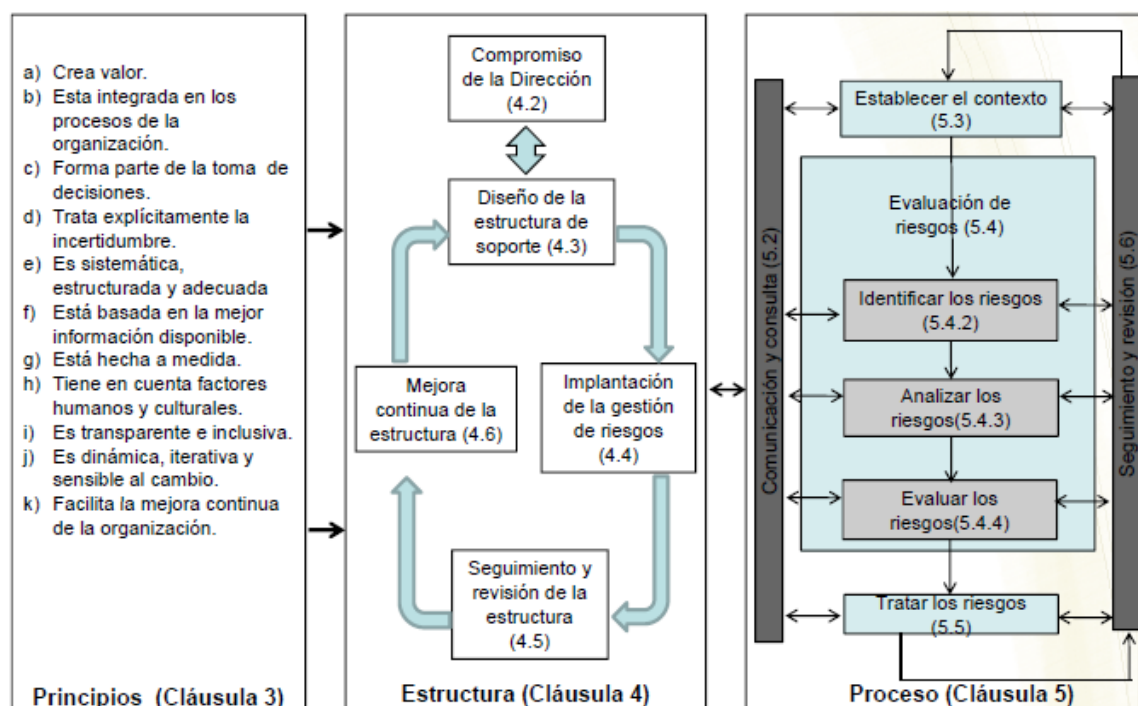 a) Crea valor.
b) Esta integrada en los
procesos de la
organización.
c) Forma parte de la toma de
decisiones.
d) Trata explícitamente la
incertidumbre.
e) Es sistemática,
estructurada y adecuada
f) Está basada en la mejor
información disponible.
g) Está hecha a medida.
h) Tiene en cuenta factores
humanos y culturales.
i) Es transparente e inclusiva.
j) Es dinámica, iterativa y
sensible al cambio.
k) Facilita la mejora continua
de la organización.
Principios (Cláusula 3)
Compromiso
de la Dirección
(4.2)
Diseño de la
estructura de
soporte (4.3)
Implantación
de la gestión
de riesgos
(4.4)
Seguimiento y
revisión de la
estructura
(4.5)
Mejora
continua de la
estructura (4.6)
Estructura (Cláusula 4)
Comunicación y consulta (5.2)
Establecer el contexto
(5.3)
Evaluación de
riesgos (5.4)
Identificar los riesgos
(5.4.2)
Analizar los
riesgos(5.4.3)
Evaluar los
riesgos(5.4.4)
Tratar los riesgos
(5.5)
Seguimiento y revisión (5.6)
Proceso (Cláusula 5)